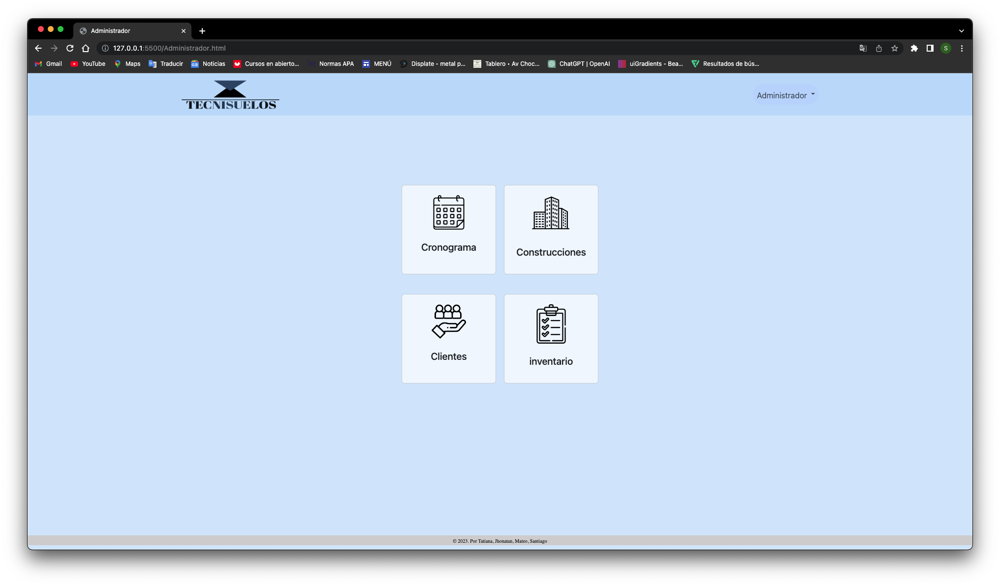 Administrador
127.0.0.1:5500/Administrador.html
S
Gmail YouTube Maps Traducir Noticias Cursos en abierto... Normas APA MENÚ Displate - metal p... Tablero • Av Choc... ChatGPT | OpenAI uiGradients - Bea... Resultados de bús...
TECNISUELOS
Administrador
Cronograma
Construcciones
Clientes
inventario
© 2023. Por Tatiana, Jhonatan, Mateo, Santiago